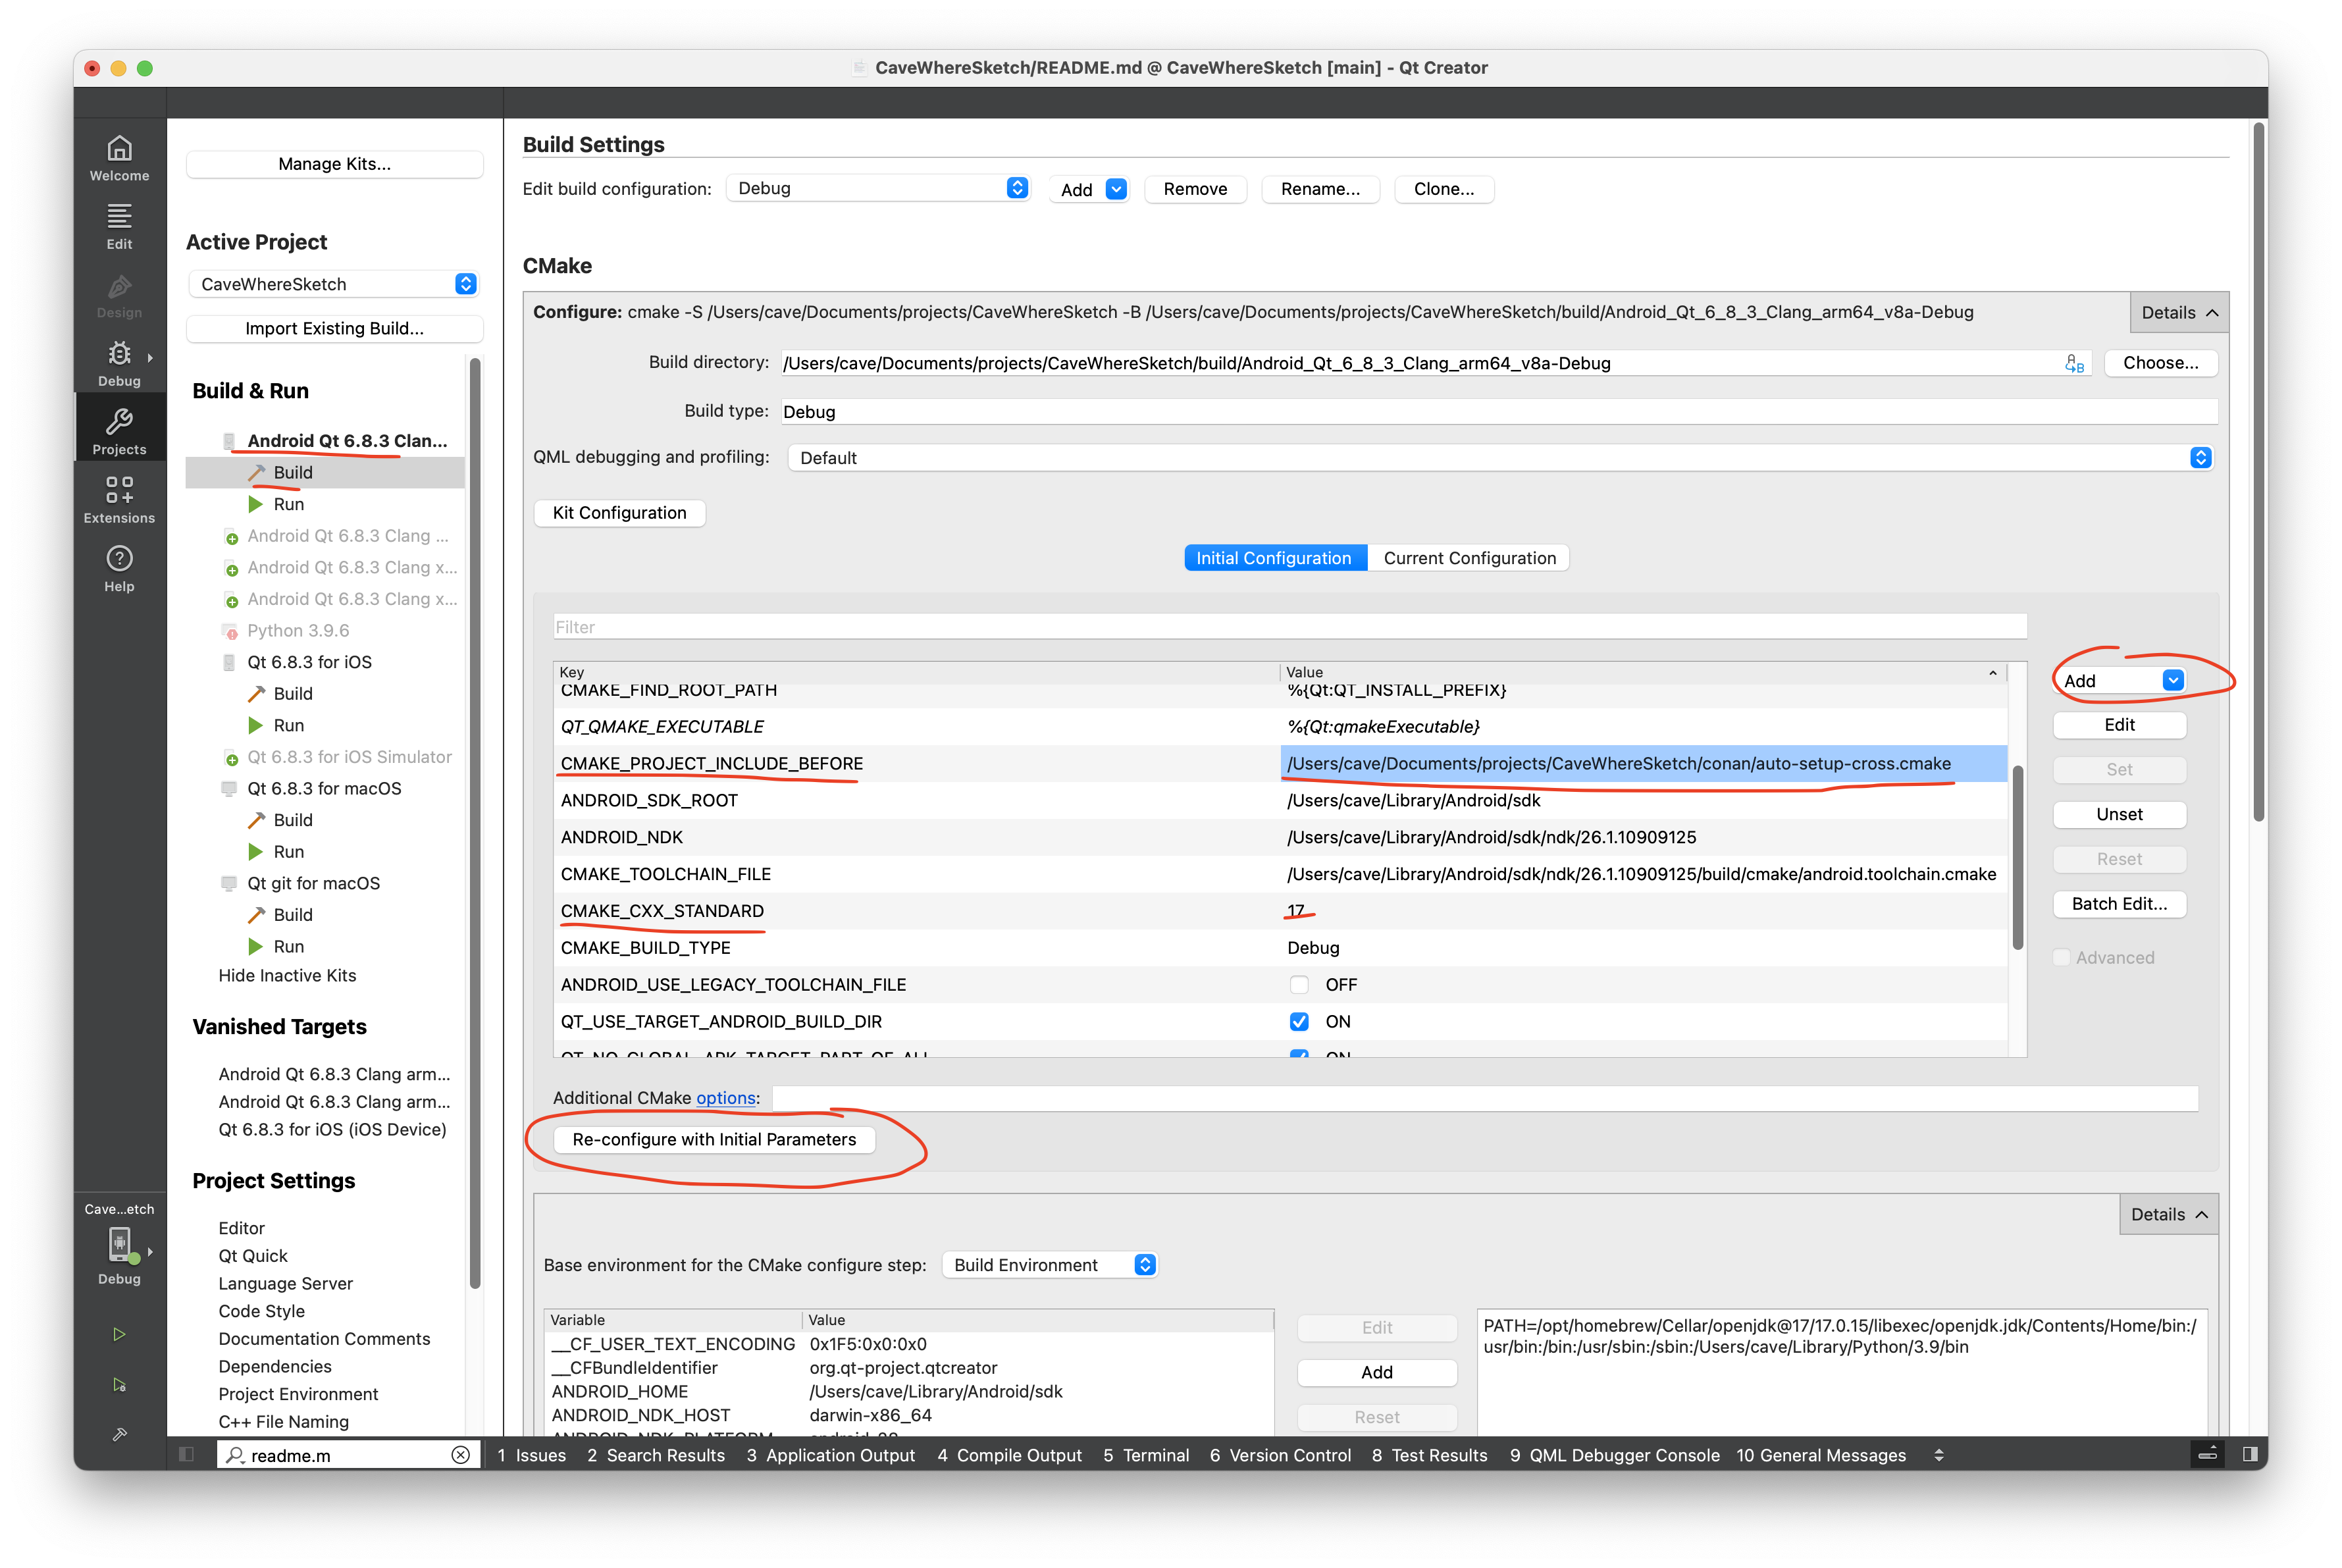 CaveWhereSketch/README.md @ CaveWhereSketch [main] - Qt Creator
Welcome
Edit
Design
Debug
Projects
Extensions
Help
Cave...etch
Debug
Manage Kits...
Active Project
CaveWhereSketch
Import Existing Build...
Build & Run
Android Qt 6.8.3 Clan...
Build
Run
Android Qt 6.8.3 Clang ...
Android Qt 6.8.3 Clang x...
Android Qt 6.8.3 Clang x...
Python 3.9.6
Qt 6.8.3 for iOS
Build
Run
Qt 6.8.3 for iOS Simulator
Qt 6.8.3 for macOS
Build
Run
Qt git for macOS
Build
Run
Hide Inactive Kits
Vanished Targets
Android Qt 6.8.3 Clang arm...
Android Qt 6.8.3 Clang arm...
Qt 6.8.3 for iOS (iOS Device)
Project Settings
Editor
Qt Quick
Language Server
Code Style
Documentation Comments
Dependencies
Project Environment
C++ File Naming
Build Settings
Edit build configuration: Debug Add Remove Rename... Clone...
CMake
Configure: cmake -S /Users/cave/Documents/projects/CaveWhereSketch -B /Users/cave/Documents/projects/CaveWhereSketch/build/Android_Qt_6_8_3_Clang_arm64_v8a-Debug Details
Build directory: /Users/cave/Documents/projects/CaveWhereSketch/build/Android_Qt_6_8_3_Clang_arm64_v8a-Debug Choose...
Build type: Debug
QML debugging and profiling: Default
Kit Configuration
Initial Configuration Current Configuration
Filter
Key Value
CMAKE_FIND_ROOT_PATH %{Qt:QT_INSTALL_PREFIX}
QT_QMAKE_EXECUTABLE %{Qt:qmakeExecutable}
CMAKE_PROJECT_INCLUDE_BEFORE /Users/cave/Documents/projects/CaveWhereSketch/conan/auto-setup-cross.cmake
ANDROID_SDK_ROOT /Users/cave/Library/Android/sdk
ANDROID_NDK /Users/cave/Library/Android/sdk/ndk/26.1.10909125
CMAKE_TOOLCHAIN_FILE /Users/cave/Library/Android/sdk/ndk/26.1.10909125/build/cmake/android.toolchain.cmake
CMAKE_CXX_STANDARD 17
CMAKE_BUILD_TYPE Debug
ANDROID_USE_LEGACY_TOOLCHAIN_FILE OFF
QT_USE_TARGET_ANDROID_BUILD_DIR ON
QT_NO_GLOBAL_APK_TARGET_PART_OF_ALL ON
Add
Edit
Set
Unset
Reset
Batch Edit...
Advanced
Additional CMake options:
Re-configure with Initial Parameters
Details
Base environment for the CMake configure step: Build Environment
Variable Value
__CF_USER_TEXT_ENCODING 0x1F5:0x0:0x0
__CFBundleIdentifier org.qt-project.qtcreator
ANDROID_HOME /Users/cave/Library/Android/sdk
ANDROID_NDK_HOST darwin-x86_64
ANDROID_NDK_PLATFORM
Edit
Add
Reset
PATH=/opt/homebrew/Cellar/openjdk@17/17.0.15/libexec/openjdk.jdk/Contents/Home/bin:/
usr/bin:/bin:/usr/sbin:/sbin:/Users/cave/Library/Python/3.9/bin
readme.m 1 Issues 2 Search Results 3 Application Output 4 Compile Output 5 Terminal 6 Version Control 8 Test Results 9 QML Debugger Console 10 General Messages